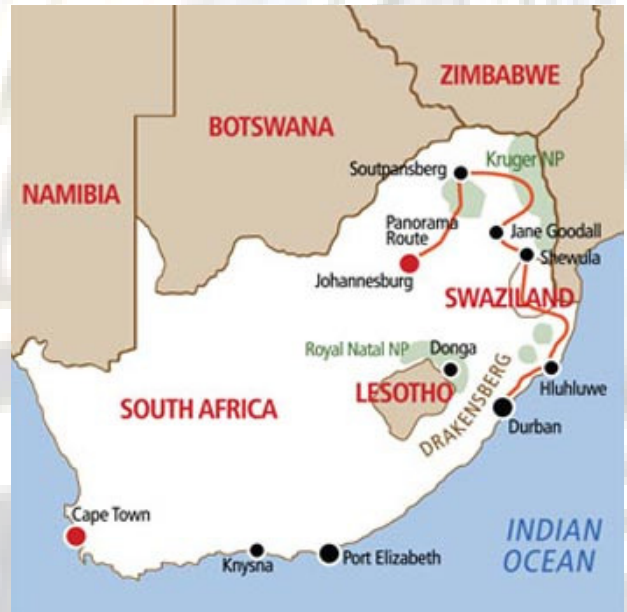 ZIMBABWE
BOTSWANA
Soutpansberg
Kruger NP
NAMIBIA
Panorama
Route
Jane Goodall
Shewula
Johannesburg
SWAZILAND
Royal Natal NP
Donga
LESOTHO
Hluhluwe
SOUTH AFRICA
DRAKENSBERG
Durban
Cape Town
INDIAN
OCEAN
Knysna
Port Elizabeth